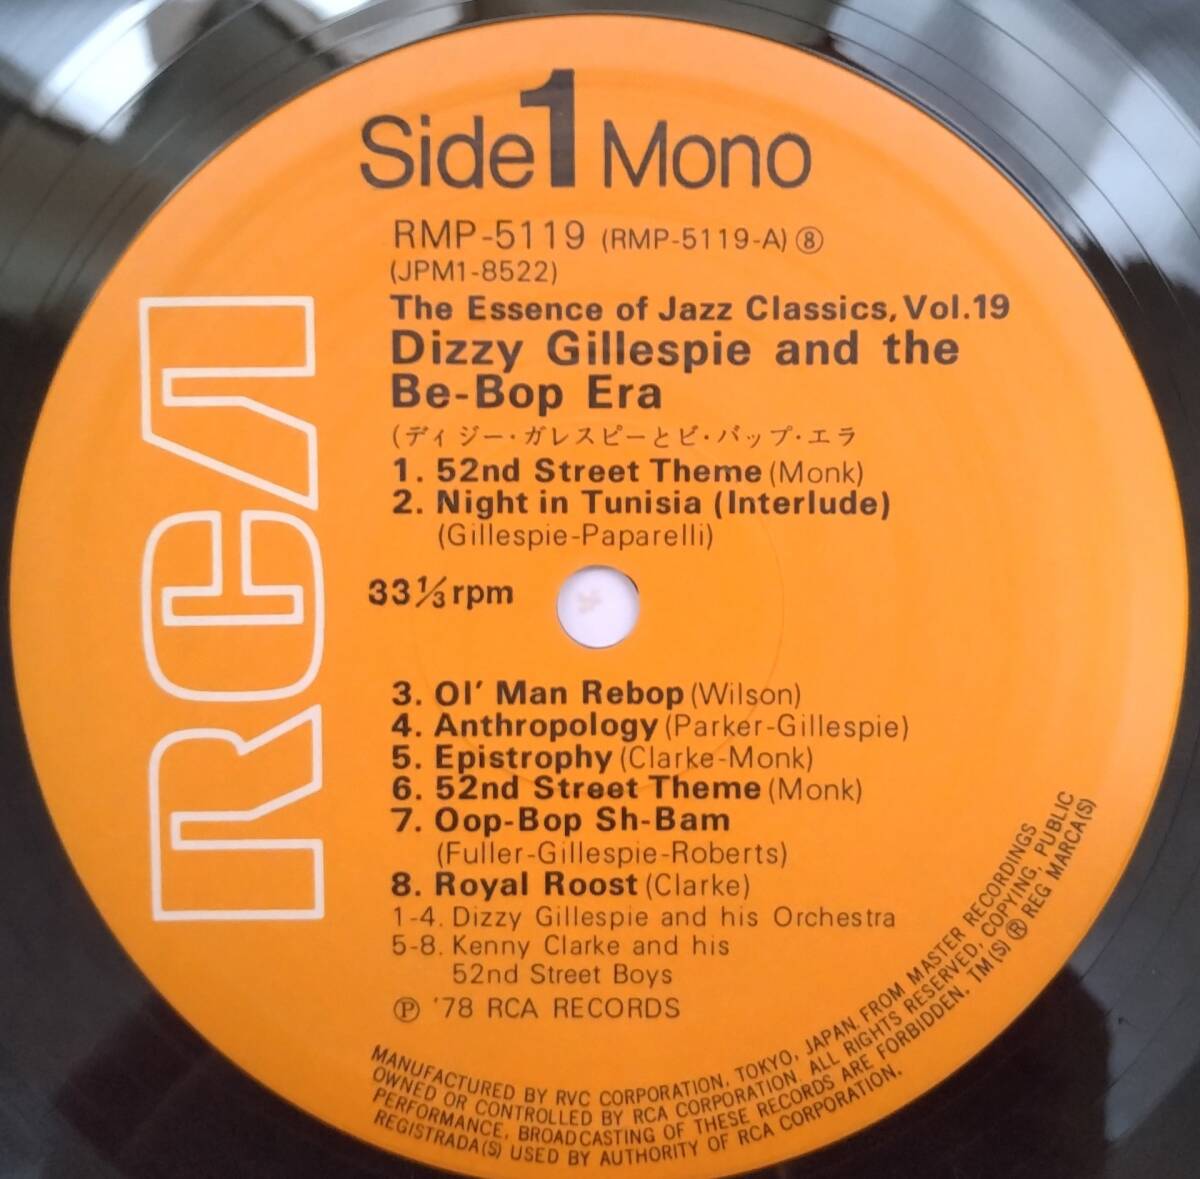 Side 1 Mono
RMP-5119 (RMP-5119-A) ⑧
(JPM1-8522)
The Essence of Jazz Classics, Vol.19
Dizzy Gillespie and the
Be-Bop Era
(ディジー・ガレスピーとビ・バップ・エラ
1. 52nd Street Theme (Monk)
2. Night in Tunisia (Interlude)
(Gillespie-Paparelli)
33 1/3 rpm
3. Ol' Man Rebop (Wilson)
4. Anthropology (Parker-Gillespie)
5. Epistrophy (Clarke-Monk)
6. 52nd Street Theme (Monk)
7. Oop-Bop Sh-Bam
(Fuller-Gillespie-Roberts)
8. Royal Roost (Clarke)
1-4. Dizzy Gillespie and his Orchestra
5-8. Kenny Clarke and his
52nd Street Boys
Ⓟ '78 RCA RECORDS
RCA
MANUFACTURED BY RVC CORPORATION, TOKYO, JAPAN. FROM MASTER RECORDINGS
OWNED OR CONTROLLED BY RCA CORPORATION. ALL RIGHTS RESERVED, COPYING, PUBLIC
PERFORMANCE, BROADCASTING OF THESE RECORDS ARE FORBIDDEN. TM(S) ® REG MARCA(S)
REGISTRADA(S) USED BY AUTHORITY OF RCA CORPORATION.